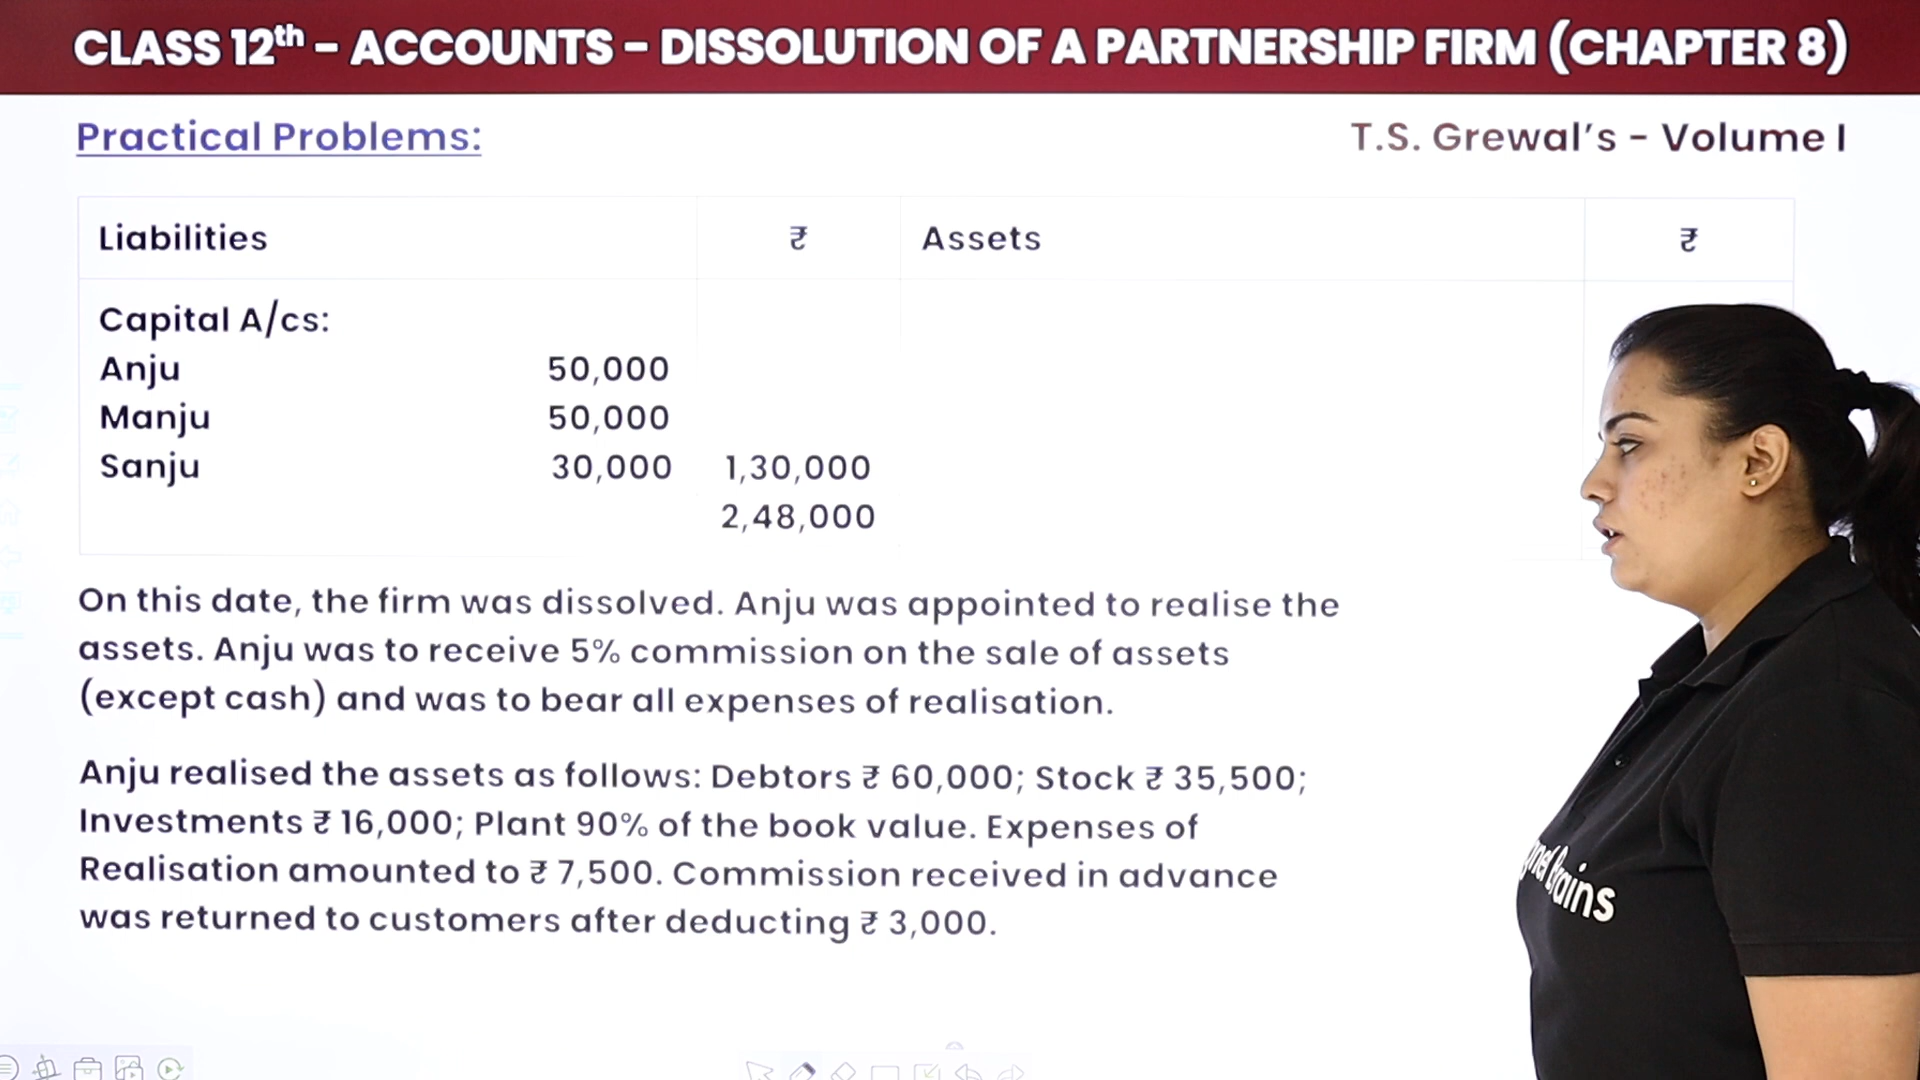 CLASS 12th - ACCOUNTS - DISSOLUTION OF A PARTNERSHIP FIRM (CHAPTER 8)
Practical Problems:
T.S. Grewal's - Volume I
Liabilities ₹ Assets ₹
Capital A/cs:
Anju 50,000
Manju 50,000
Sanju 30,000 1,30,000
2,48,000
On this date, the firm was dissolved. Anju was appointed to realise the
assets. Anju was to receive 5% commission on the sale of assets
(except cash) and was to bear all expenses of realisation.
Anju realised the assets as follows: Debtors ₹ 60,000; Stock ₹ 35,500;
Investments ₹ 16,000; Plant 90% of the book value. Expenses of
Realisation amounted to ₹ 7,500. Commission received in advance
was returned to customers after deducting ₹ 3,000.
Brains